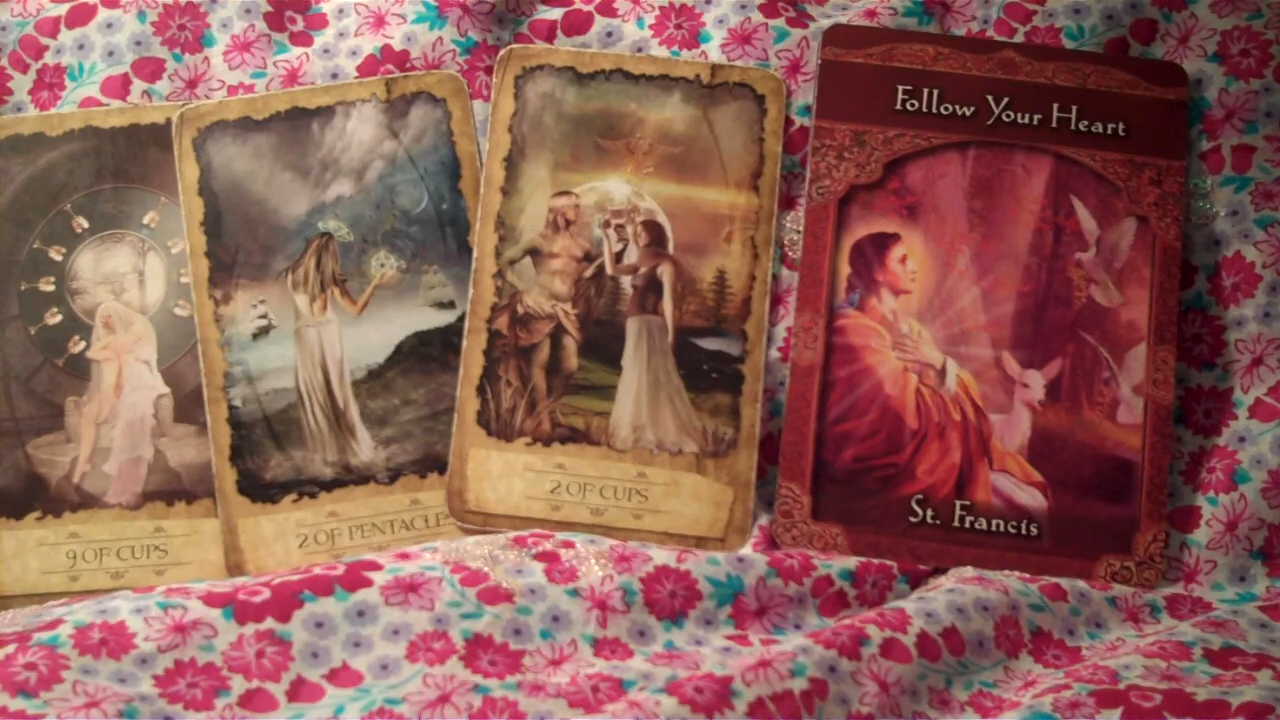 9 OF CUPS
2 OF PENTACLES
2 OF CUPS
Follow Your Heart
St. Francis